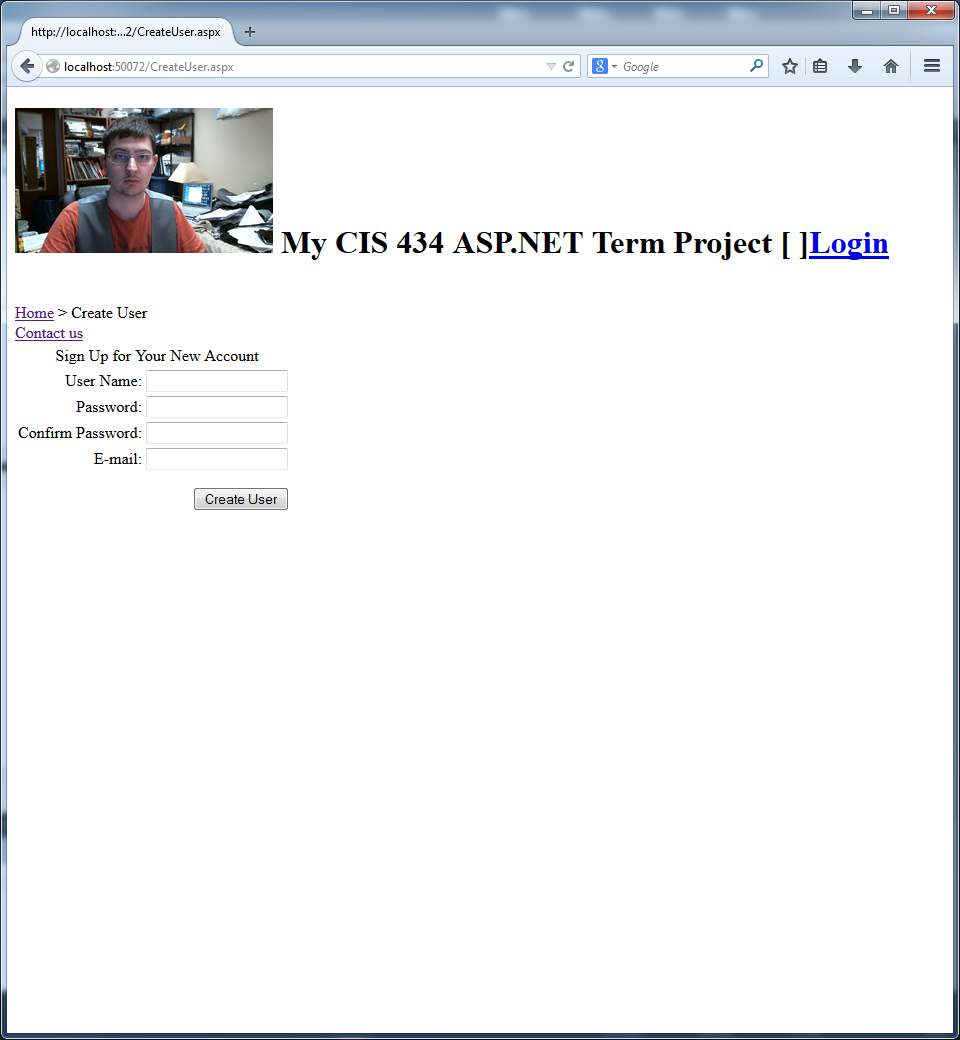 http://localhost:...2/CreateUser.aspx
localhost:50072/CreateUser.aspx
Google
My CIS 434 ASP.NET Term Project [ ]Login
Home > Create User
Contact us
Sign Up for Your New Account
User Name:
Password:
Confirm Password:
E-mail:
Create User